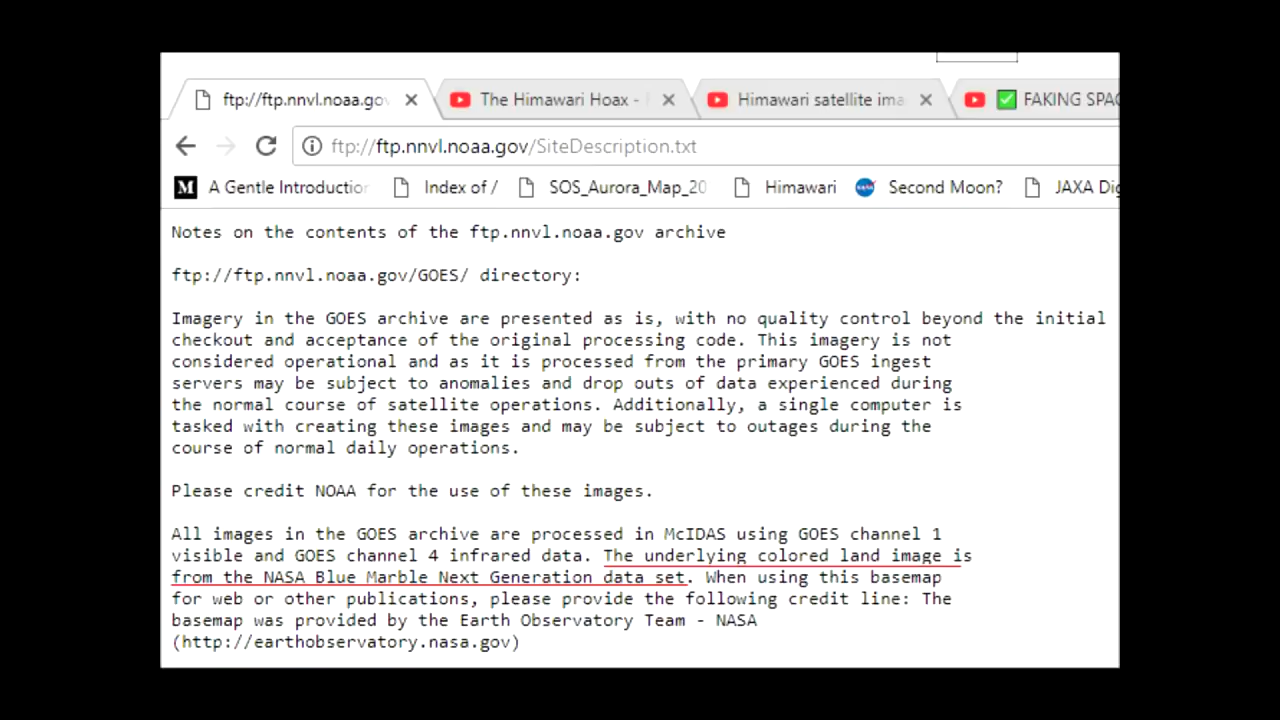 ftp://ftp.nnvl.noaa.go
The Himawari Hoax -
Himawari satellite ima
FAKING SPAC
ftp://ftp.nnvl.noaa.gov/SiteDescription.txt
M A Gentle Introduction Index of / SOS_Aurora_Map_20 Himawari Second Moon? JAXA Dig
Notes on the contents of the ftp.nnvl.noaa.gov archive
ftp://ftp.nnvl.noaa.gov/GOES/ directory:
Imagery in the GOES archive are presented as is, with no quality control beyond the initial
checkout and acceptance of the original processing code. This imagery is not
considered operational and as it is processed from the primary GOES ingest
servers may be subject to anomalies and drop outs of data experienced during
the normal course of satellite operations. Additionally, a single computer is
tasked with creating these images and may be subject to outages during the
course of normal daily operations.
Please credit NOAA for the use of these images.
All images in the GOES archive are processed in McIDAS using GOES channel 1
visible and GOES channel 4 infrared data. The underlying colored land image is
from the NASA Blue Marble Next Generation data set. When using this basemap
for web or other publications, please provide the following credit line: The
basemap was provided by the Earth Observatory Team - NASA
(http://earthobservatory.nasa.gov)